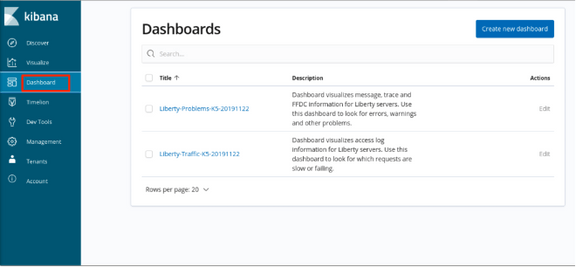 kibana
Discover
Visualize
Dashboard
Timelion
Dev Tools
Management
Tenants
Account
Dashboards
Create new dashboard
Search...
Title ↑ Description Actions
Liberty-Problems-K5-20191122
Dashboard visualizes message, trace and
FFDC information for Liberty servers. Use
this dashboard to look for errors, warnings
and other problems.
Edit
Liberty-Traffic-K5-20191122
Dashboard visualizes access log
information for Liberty servers. Use this
dashboard to look for which requests are
slow or failing.
Edit
Rows per page: 20